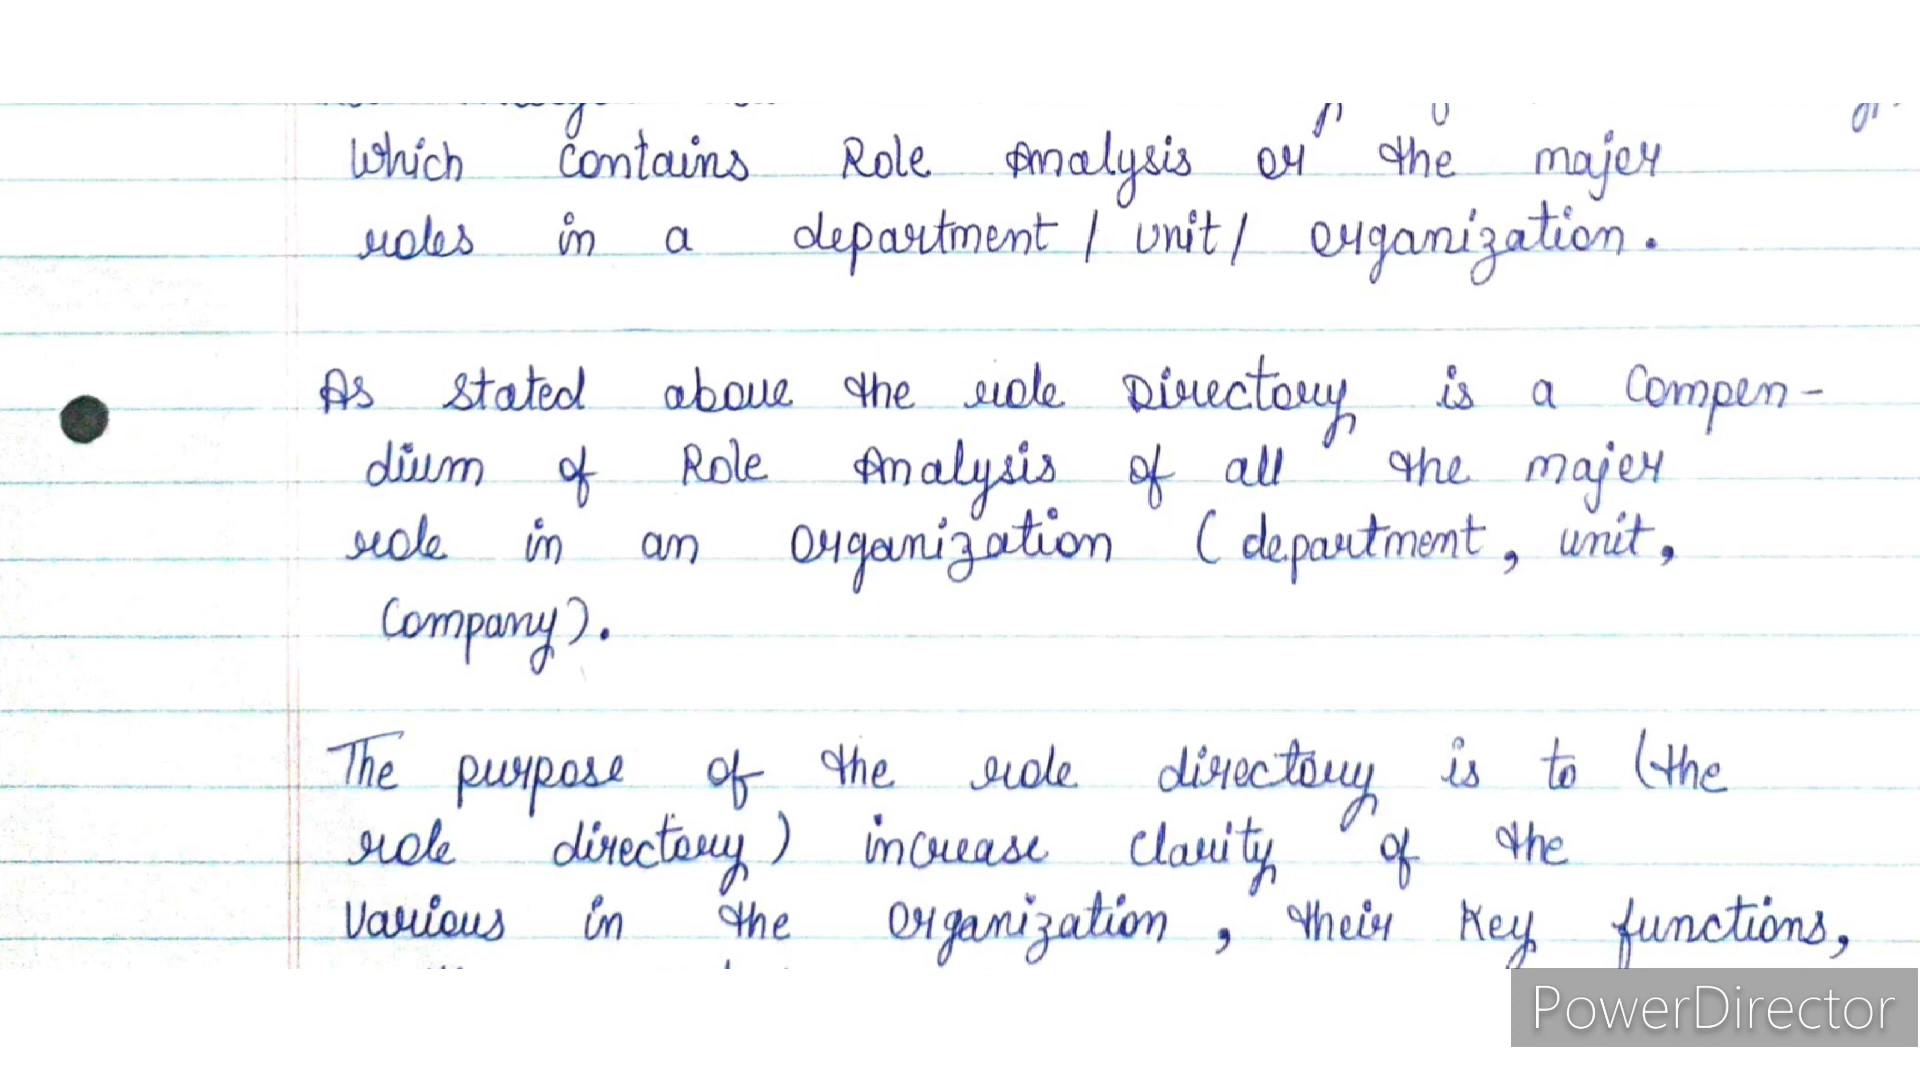 Which contains Role Analysis or the major
roles in a department / unit / organization.
As stated above the role Directory is a Compen-
dium of Role Analysis of all the major
role in an organization (department, unit,
Company).
The purpose of the role directory is to (the
role directory) increase clarity of the
various in the organization, their key functions,
PowerDirector